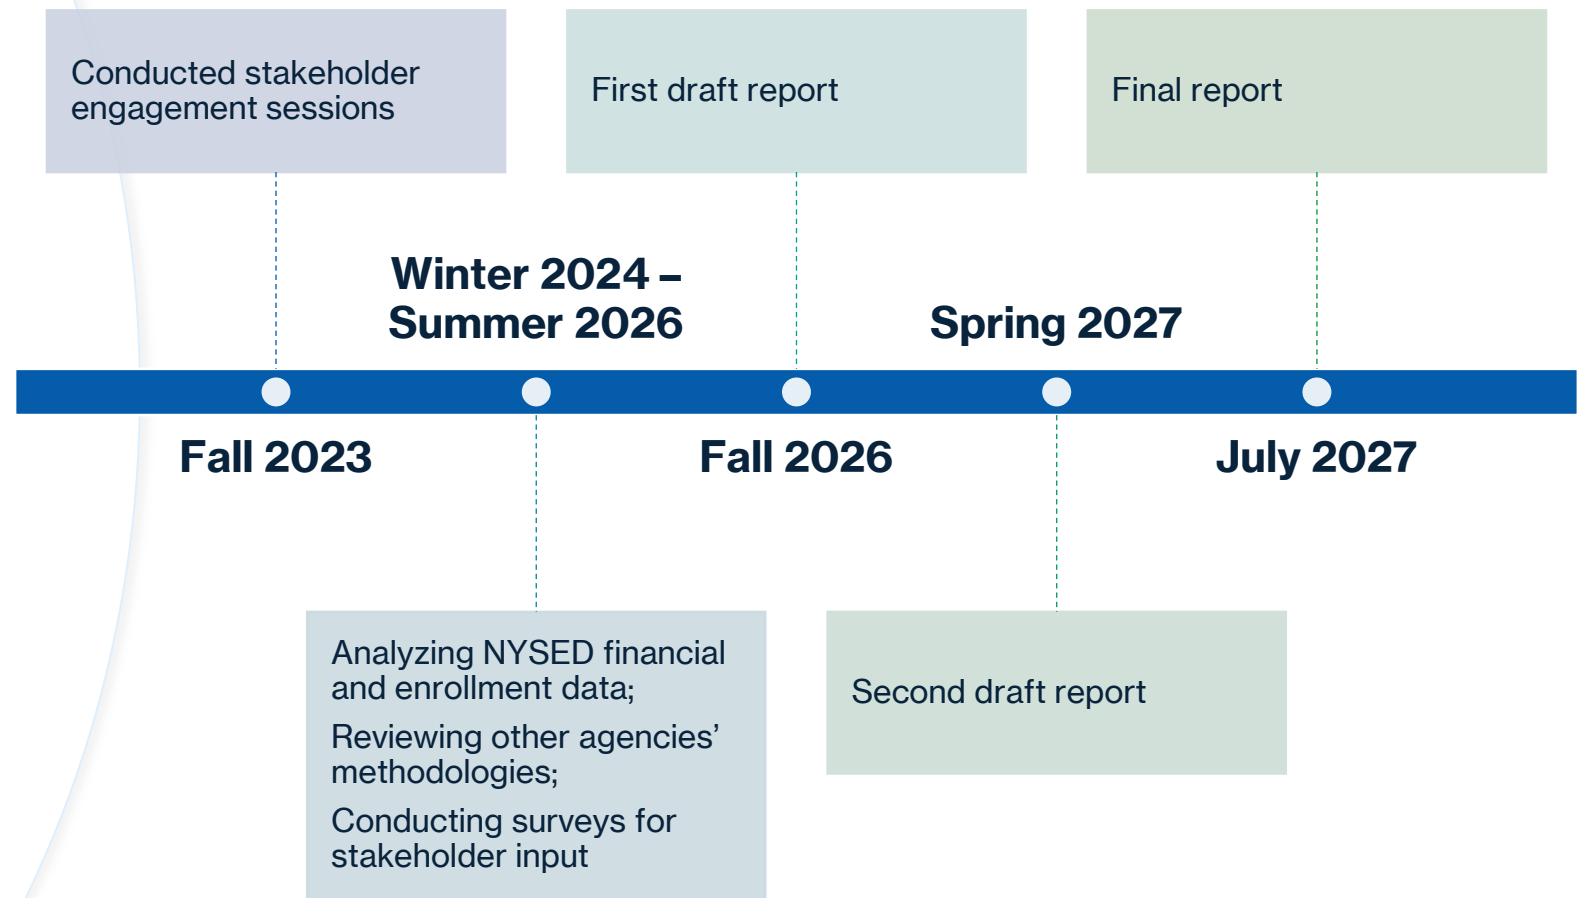 Conducted stakeholder
engagement sessions
First draft report
Final report
Winter 2024 –
Summer 2026
Spring 2027
Fall 2023
Fall 2026
July 2027
Analyzing NYSED financial
and enrollment data;
Reviewing other agencies’
methodologies;
Conducting surveys for
stakeholder input
Second draft report